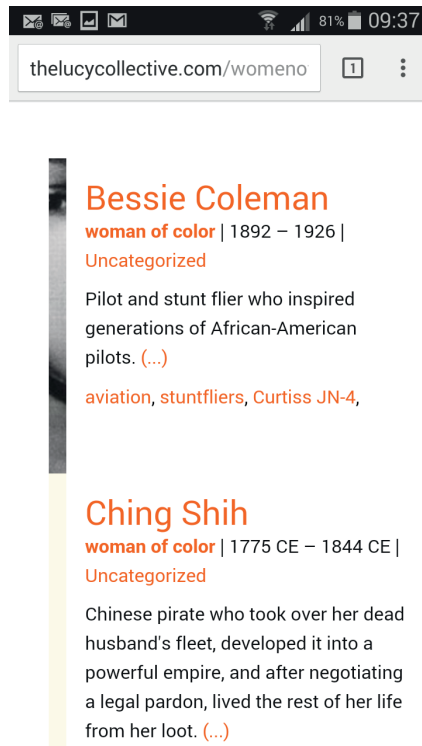 81% 09:37
thelucycollective.com/womeno
1
Bessie Coleman
woman of color | 1892 – 1926 |
Uncategorized
Pilot and stunt flier who inspired
generations of African-American
pilots. (...)
aviation, stuntfliers, Curtiss JN-4,
Ching Shih
woman of color | 1775 CE – 1844 CE |
Uncategorized
Chinese pirate who took over her dead
husband's fleet, developed it into a
powerful empire, and after negotiating
a legal pardon, lived the rest of her life
from her loot. (...)